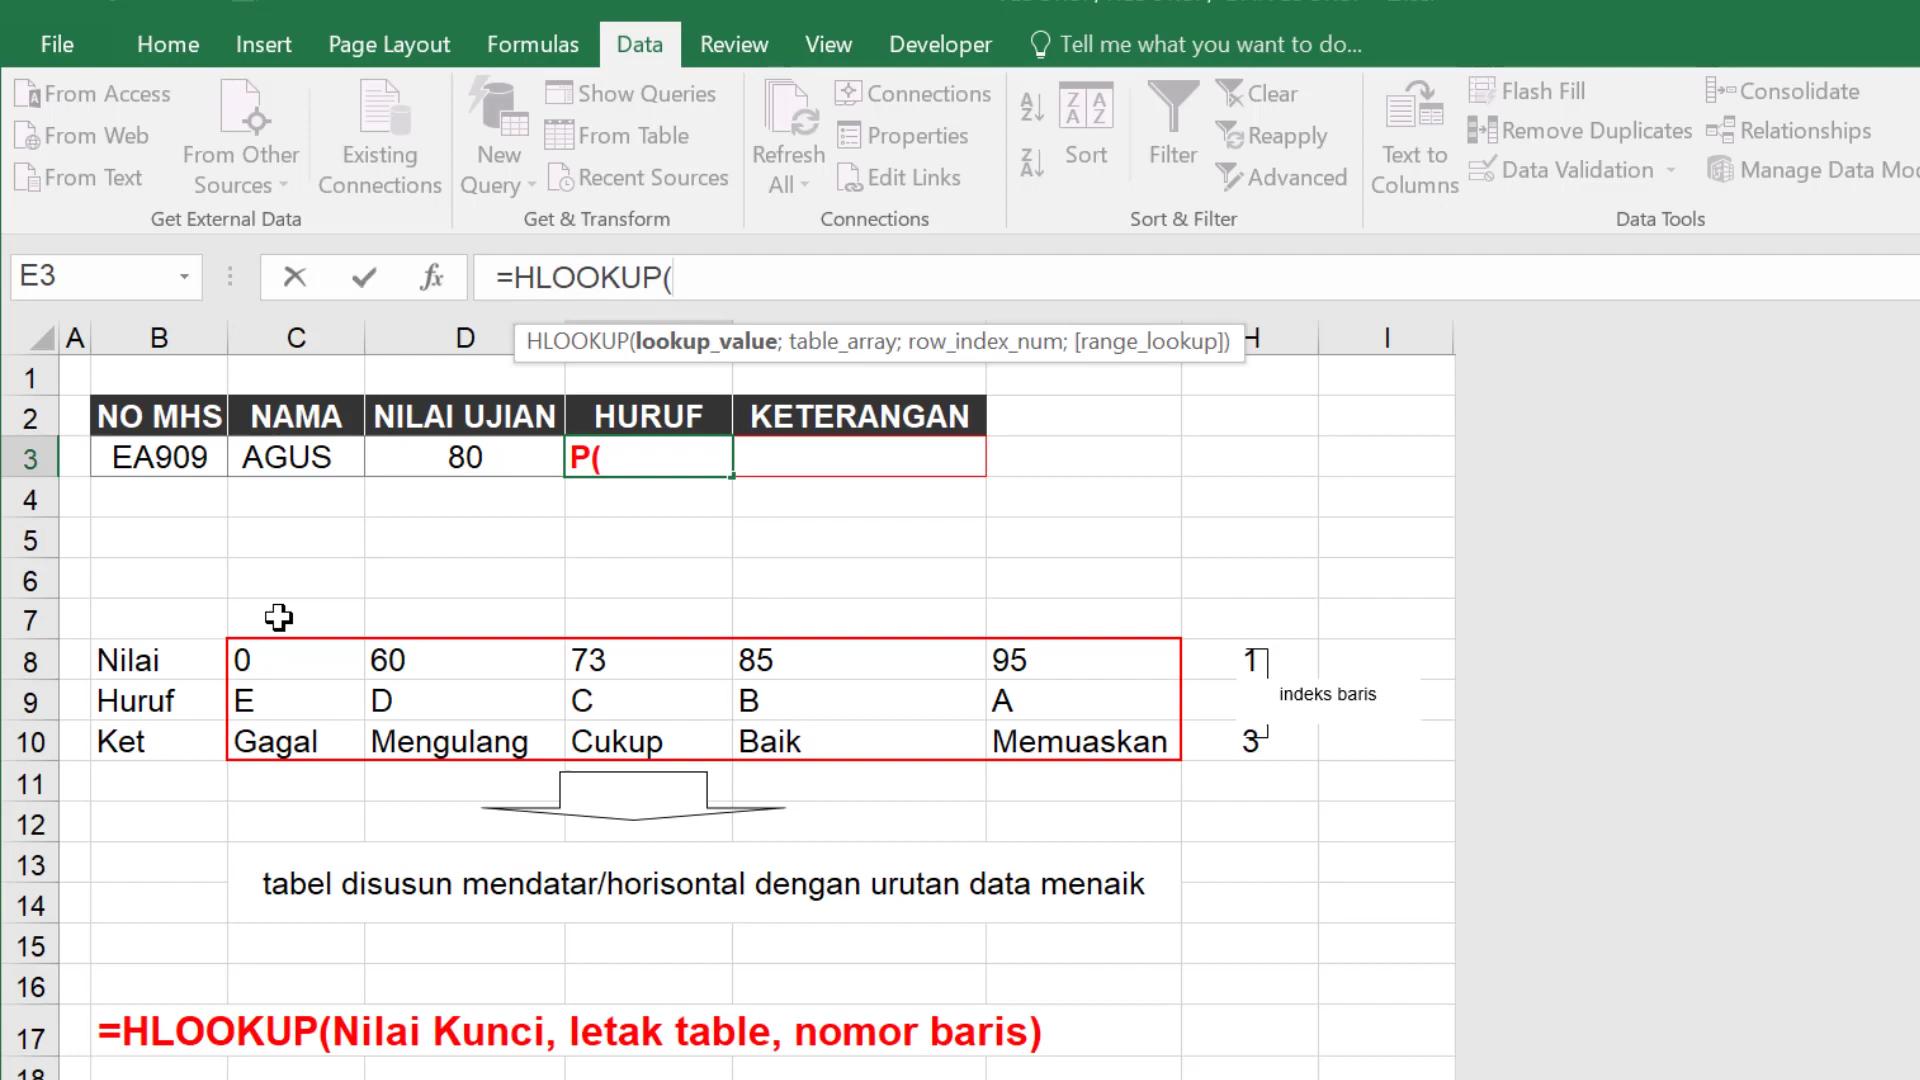 File Home Insert Page Layout Formulas Data Review View Developer Tell me what you want to do...
From Access
From Web
From Text
From Other Sources
Existing Connections
Get External Data
New Query
Show Queries
From Table
Recent Sources
Get & Transform
Refresh All
Connections
Properties
Edit Links
Connections
Sort
Filter
Clear
Reapply
Advanced
Sort & Filter
Text to Columns
Flash Fill
Remove Duplicates
Data Validation
Consolidate
Relationships
Manage Data
Data Tools
E3 fx =HLOOKUP(
HLOOKUP(lookup_value; table_array; row_index_num; [range_lookup])
A B C D H I
1
2 NO MHS NAMA NILAI UJIAN HURUF KETERANGAN
3 EA909 AGUS 80 P(
4
5
6
7
8 Nilai 0 60 73 85 95 1
9 Huruf E D C B A indeks baris
10 Ket Gagal Mengulang Cukup Baik Memuaskan 3
11
12
13
tabel disusun mendatar/horisontal dengan urutan data menaik
14
15
16
17 =HLOOKUP(Nilai Kunci, letak table, nomor baris)
18